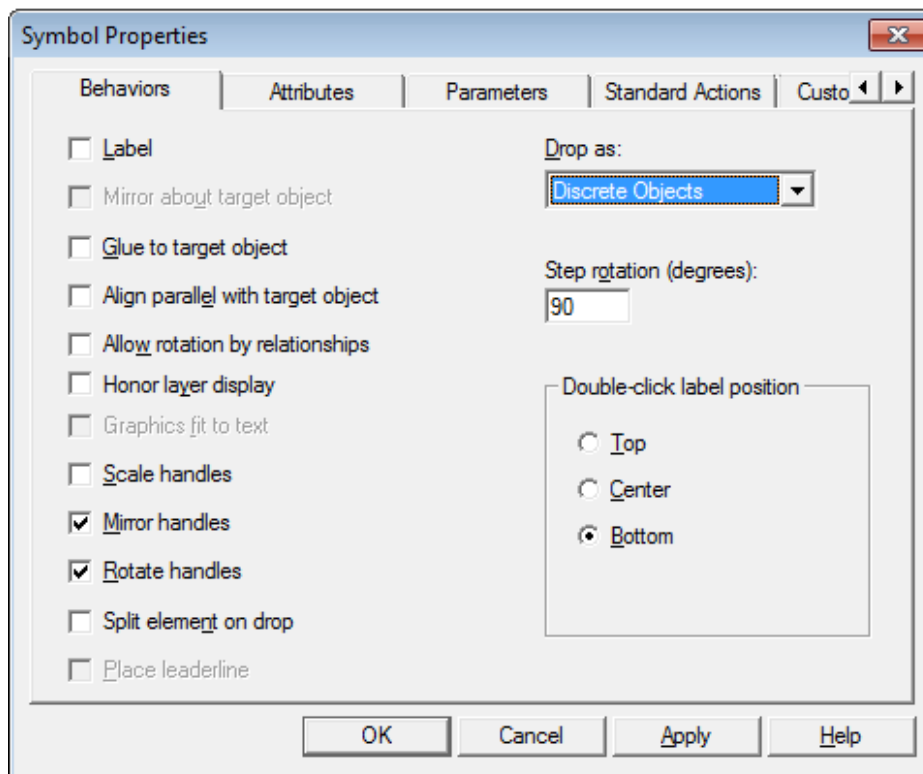 Symbol Properties
Behaviors Attributes Parameters Standard Actions Custo
Label
Mirror about target object
Glue to target object
Align parallel with target object
Allow rotation by relationships
Honor layer display
Graphics fit to text
Scale handles
Mirror handles
Rotate handles
Split element on drop
Place leaderline
Drop as:
Discrete Objects
Step rotation (degrees):
90
Double-click label position
Top
Center
Bottom
OK Cancel Apply Help